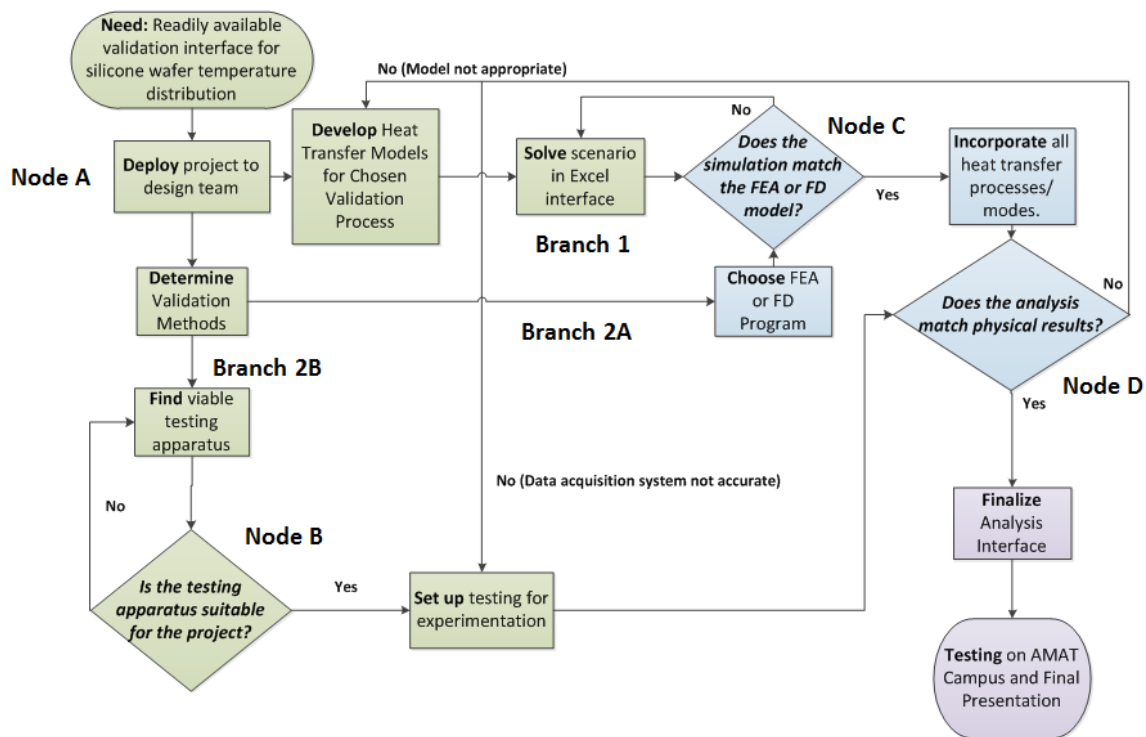 Need: Readily available
validation interface for
silicone wafer temperature
distribution
No (Model not appropriate)
No
Node C
Node A
Deploy project to
design team
Develop Heat
Transfer Models
for Chosen
Validation
Process
Solve scenario
in Excel
interface
Does the
simulation match
the FEA or FD
model?
Yes
Incorporate all
heat transfer
processes/
modes.
Branch 1
Determine
Validation
Methods
Branch 2A
Choose FEA
or FD
Program
Does the analysis
match physical results?
No
Node D
Yes
Branch 2B
Find viable
testing
apparatus
No
No (Data acquisition system not accurate)
Node B
Is the testing
apparatus suitable
for the project?
Yes
Set up testing for
experimentation
Finalize
Analysis
Interface
Testing on AMAT
Campus and Final
Presentation